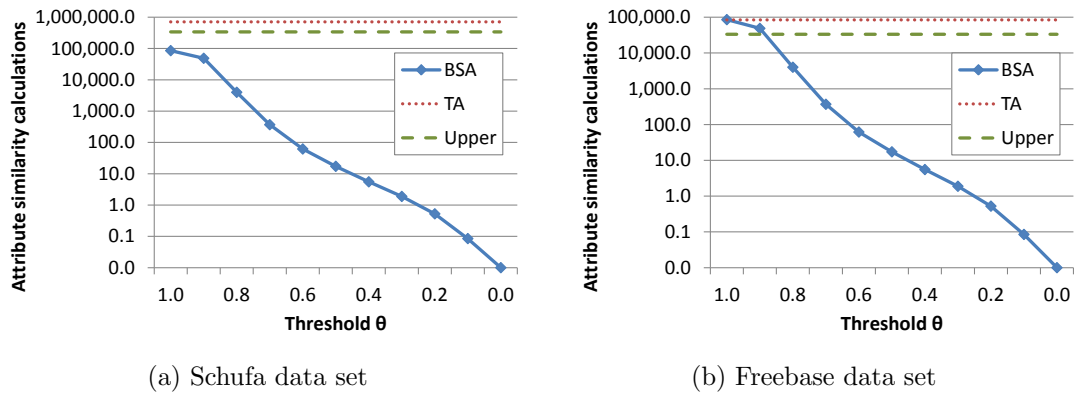 Attribute similarity calculations
1,000,000.0
100,000.0
10,000.0
1,000.0
100.0
10.0
1.0
0.1
0.0
BSA
TA
Upper
1.0 0.8 0.6 0.4 0.2 0.0
Threshold θ
(a) Schufa data set
Attribute similarity calculations
100,000.0
10,000.0
1,000.0
100.0
10.0
1.0
0.1
0.0
BSA
TA
Upper
1.0 0.8 0.6 0.4 0.2 0.0
Threshold θ
(b) Freebase data set